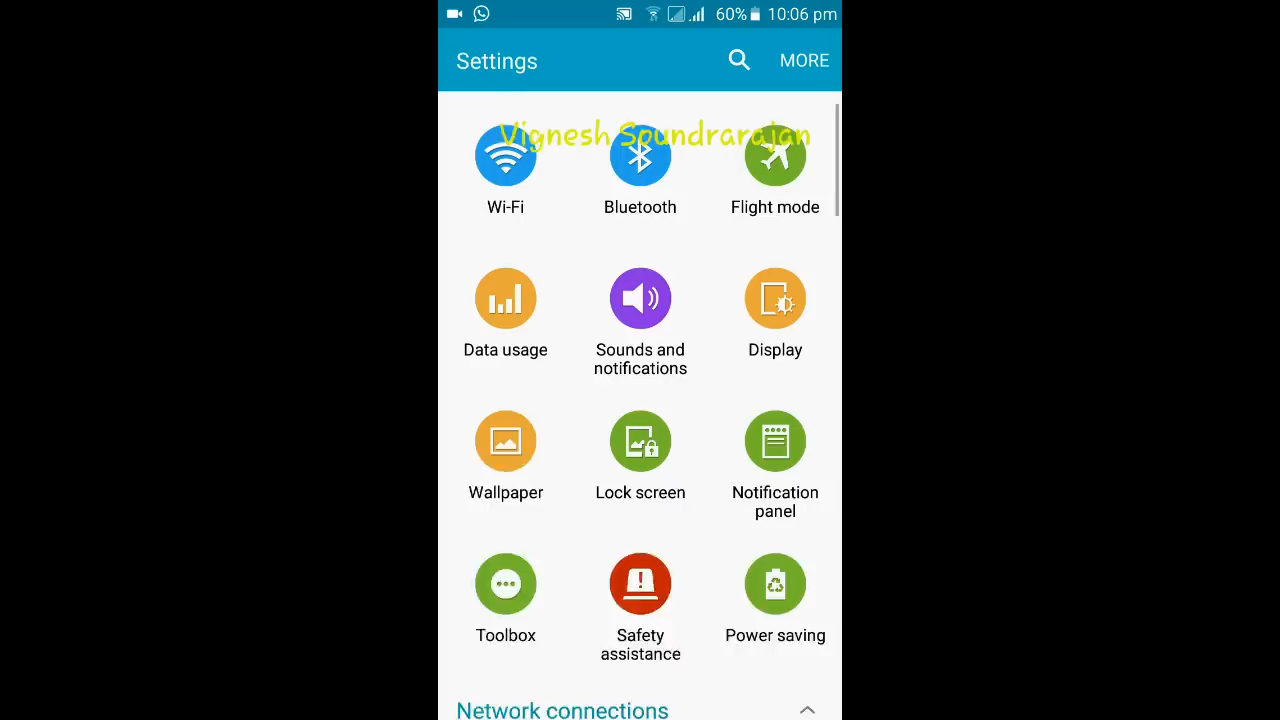 60% 10:06 pm
Settings MORE
Vignesh Soundrarajan
Wi-Fi Bluetooth Flight mode
Data usage Sounds and notifications Display
Wallpaper Lock screen Notification panel
Toolbox Safety assistance Power saving
Network connections